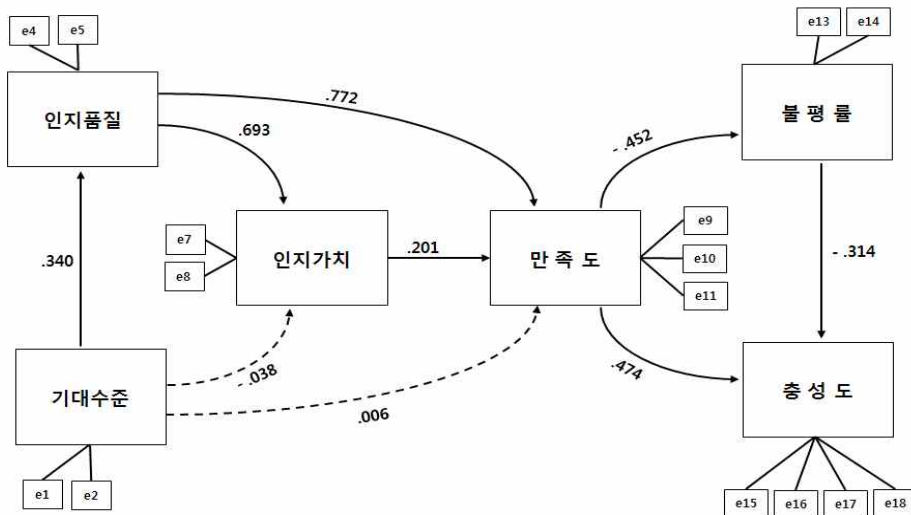 e4 e5
e13 e14
인지품질
불 평 률
.772
.693
- .452
e7
e8
인지가치
.201
만 족 도
e9
e10
e11
.340
- .314
기대수준
- .038
.006
.474
충 성 도
e1 e2
e15 e16 e17 e18